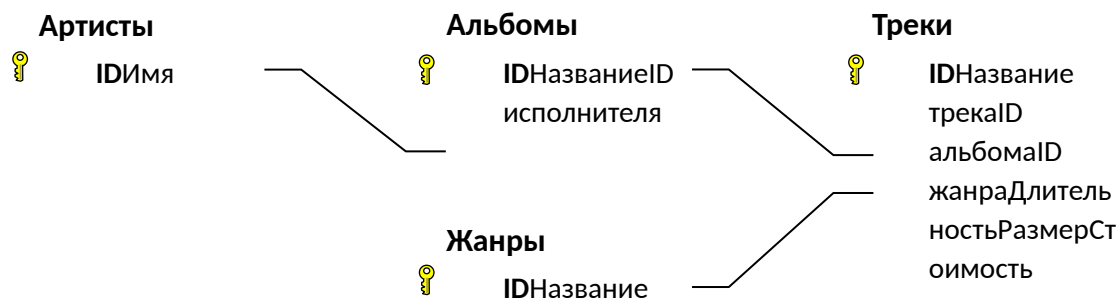 Артисты
IDИмя
Альбомы
IDНазваниеID
исполнителя
Жанры
IDНазвание
Треки
IDНазвание
трекаID
альбомаID
жанраДлитель
ностьРазмерСт
оимость